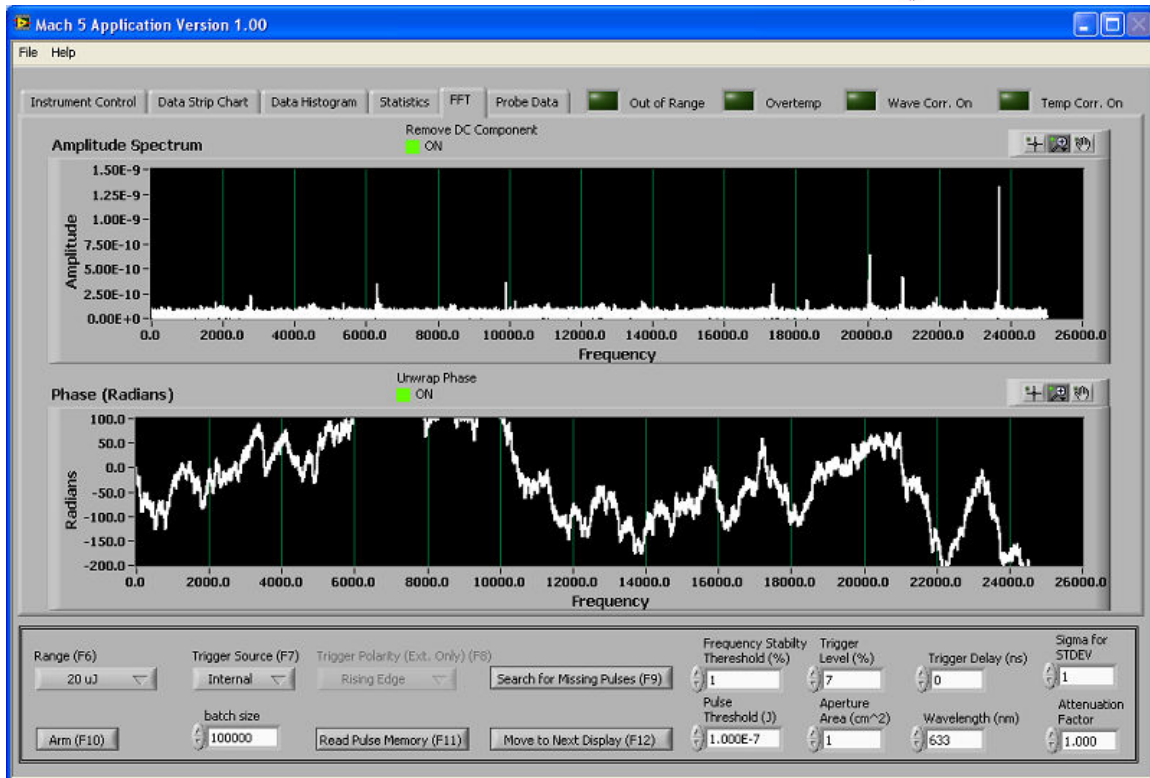 Mach 5 Application Version 1.00
File Help
Instrument Control Data Strip Chart Data Histogram Statistics FFT Probe Data Out of Range Overtemp Wave Corr. On Temp Corr. On
Remove DC Component
Amplitude Spectrum ON
1.50E-9
1.25E-9
1.00E-9
7.50E-10
5.00E-10
2.50E-10
0.00E+0
Amplitude
0.0 2000.0 4000.0 6000.0 8000.0 10000.0 12000.0 14000.0 16000.0 18000.0 20000.0 22000.0 24000.0 26000.0
Frequency
Unwrap Phase
Phase (Radians) ON
100.0
50.0
0.0
-50.0
-100.0
-150.0
-200.0
Radians
0.0 2000.0 4000.0 6000.0 8000.0 10000.0 12000.0 14000.0 16000.0 18000.0 20000.0 22000.0 24000.0 26000.0
Frequency
Range (F6)
20 uJ
Trigger Source (F7)
Internal
Trigger Polarity (Ext. Only) (F8)
Rising Edge
Search for Missing Pulses (F9)
Frequency Stabilty
Thereshold (%)
1
Trigger
Level (%)
7
Trigger Delay (ns)
0
Sigma for
STDEV
1
Arm (F10)
batch size
100000
Read Pulse Memory (F11)
Move to Next Display (F12)
Pulse
Threshold (J)
1.000E-7
Aperture
Area (cm^2)
1
Wavelength (nm)
633
Attenuation
Factor
1.000